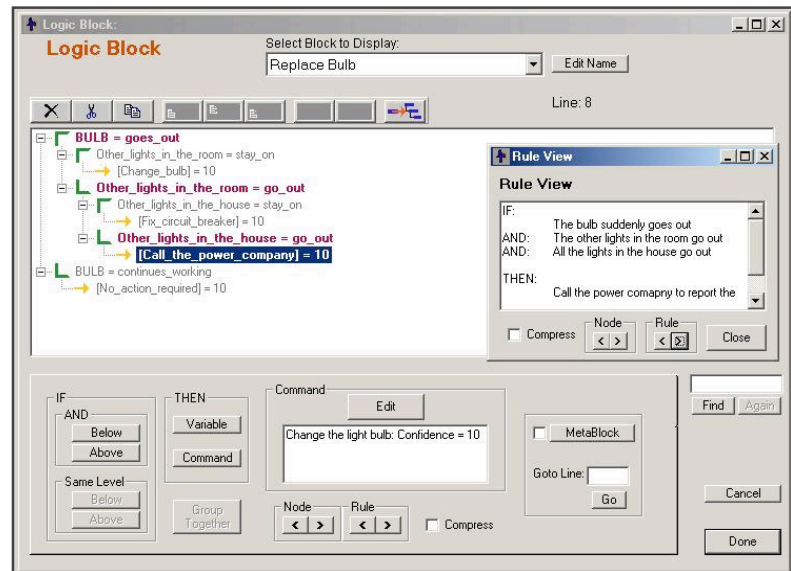 Logic Block:
Logic Block
Select Block to Display:
Replace Bulb
Edit Name
Line: 8
BULB = goes_out
Other_lights_in_the_room = stay_on
[Change_bulb] = 10
Other_lights_in_the_room = go_out
Other_lights_in_the_house = stay_on
[Fix_circuit_breaker] = 10
Other_lights_in_the_house = go_out
[Call_the_power_company] = 10
BULB = continues_working
[No_action_required] = 10
Rule View
Rule View
IF:
The bulb suddenly goes out
AND: The other lights in the room go out
AND: All the lights in the house go out
THEN:
Call the power comapny to report the
Compress
Node
< >
Rule
<
Close
IF
AND
Below
Above
Same Level
Below
Above
THEN
Variable
Command
Group
Together
Command
Edit
Change the light bulb: Confidence = 10
Node
< >
Rule
< >
Compress
MetaBlock
Goto Line:
Go
Find Again
Cancel
Done